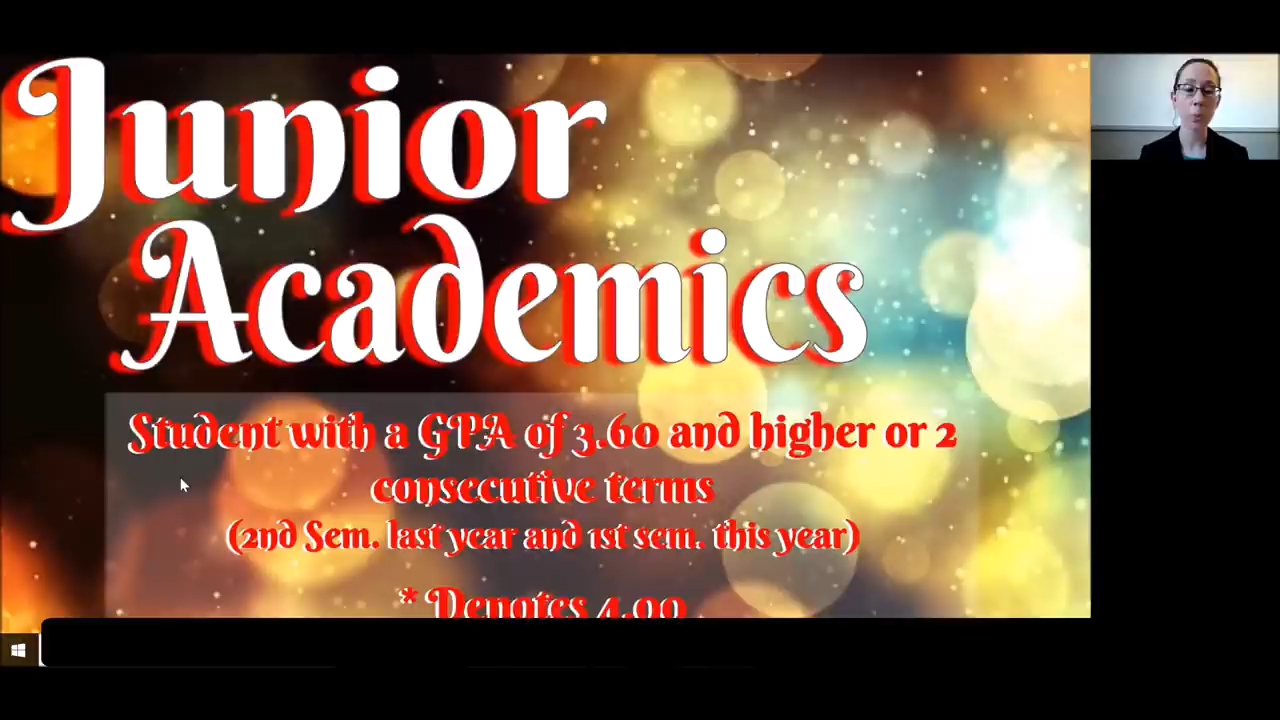 Junior
Academics
Student with a GPA of 3.60 and higher or 2
consecutive terms
(2nd Sem. last year and 1st sem. this year)
* Denotes 4.00